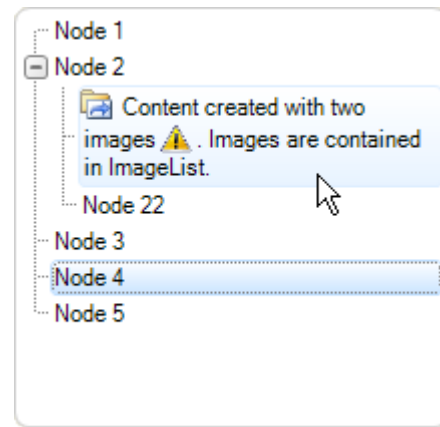 Node 1
Node 2
Content created with two
images . Images are contained
in ImageList.
Node 22
Node 3
Node 4
Node 5